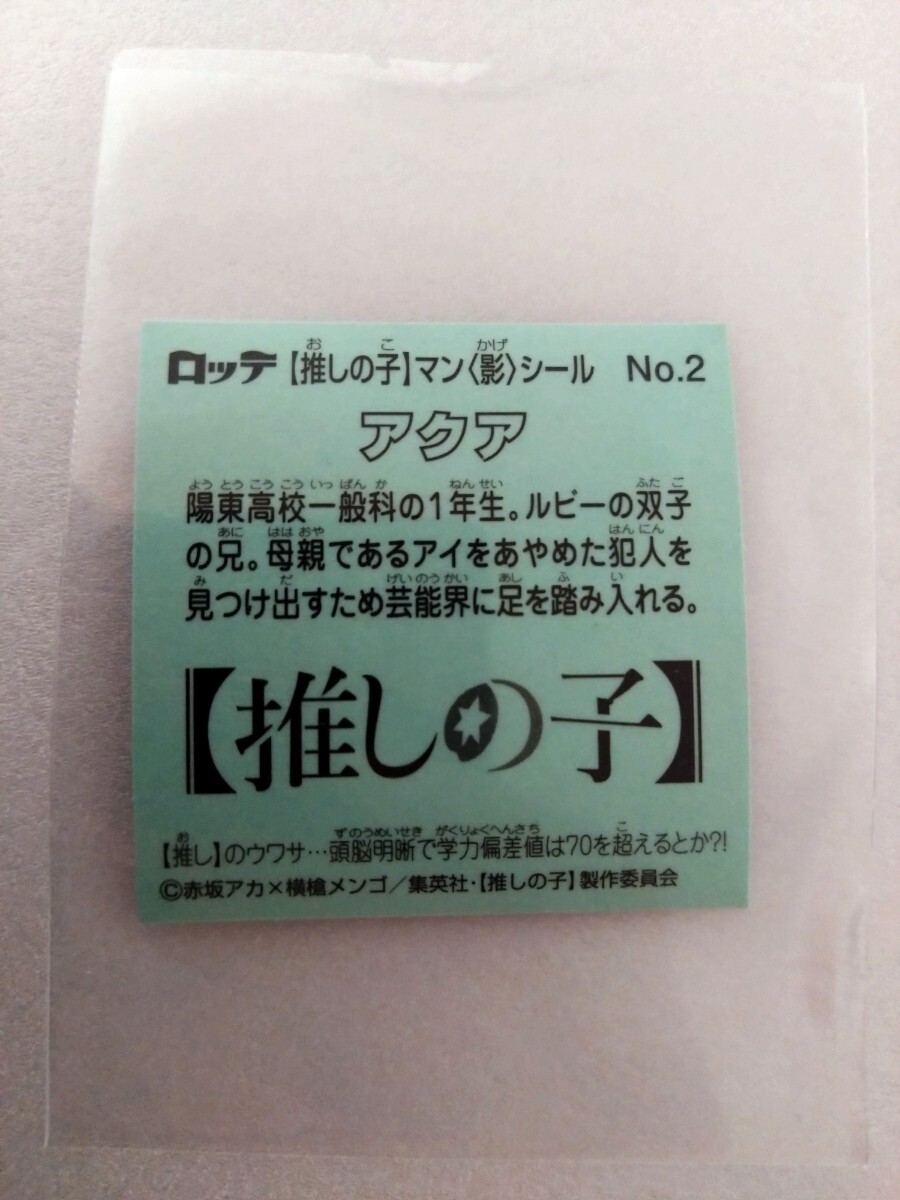 ロッテ【推しの子】マン〈影〉シール No.2
アクア
陽東高校一般科の1年生。ルビーの双子
の兄。母親であるアイをあやめた犯人を
見つけ出すため芸能界に足を踏み入れる。
【推しの子】
【推し】のウワサ…頭脳明晰で学力偏差値は70を超えるとか?!
©赤坂アカ×横槍メンゴ／集英社・【推しの子】製作委員会